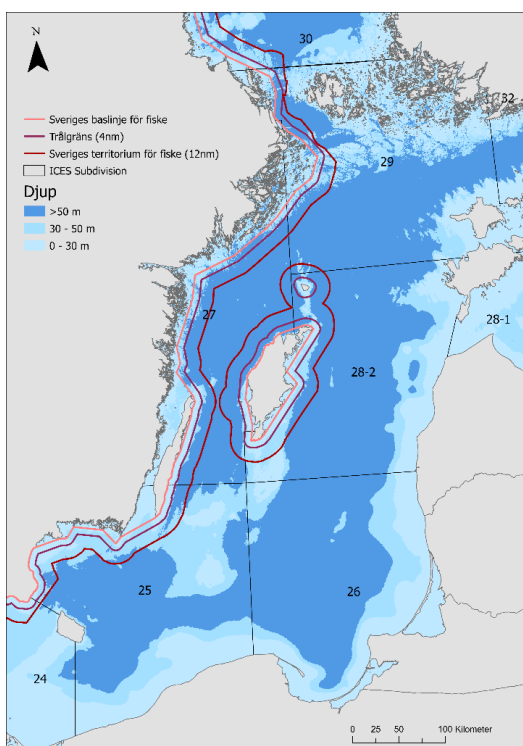 N
Sveriges baslinje för fiske
Trålgräns (4nm)
Sveriges territorium för fiske (12nm)
ICES Subdivision
Djup
>50 m
30 - 50 m
0 - 30 m
30
32
29
27
28-1
28-2
25
26
24
0 25 50 100 Kilometer